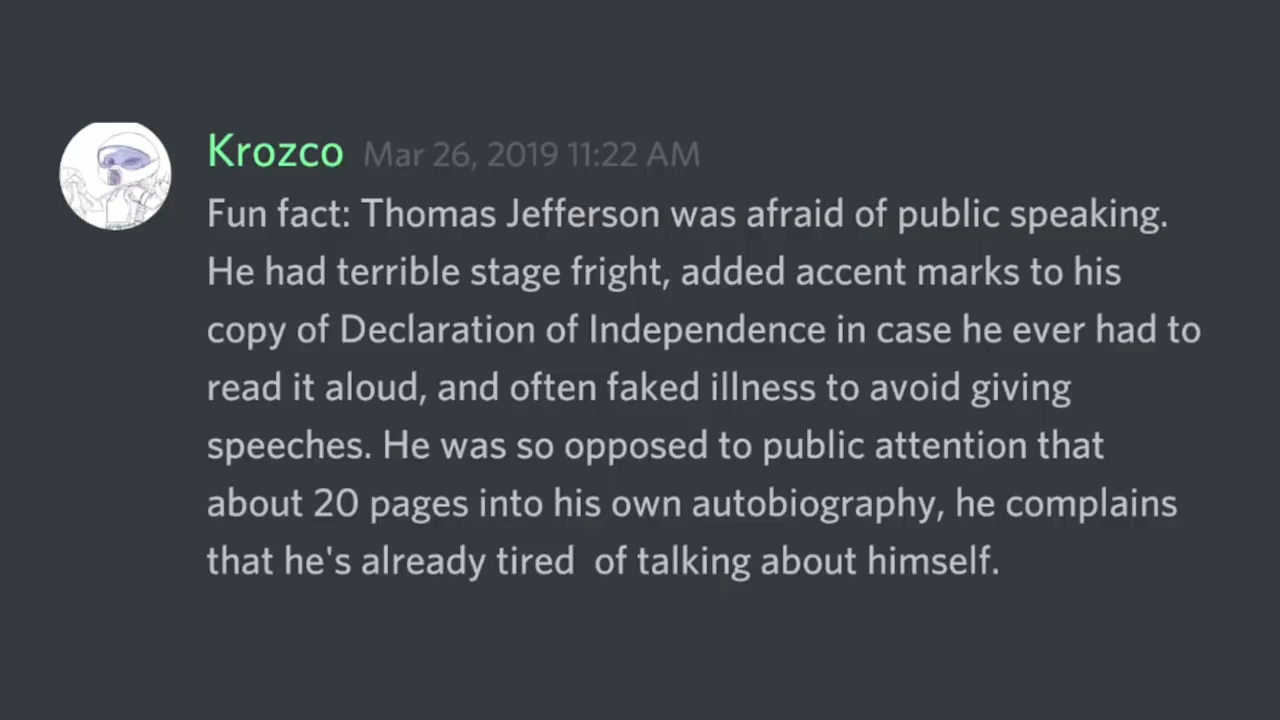 Krozco Mar 26, 2019 11:22 AM
Fun fact: Thomas Jefferson was afraid of public speaking.
He had terrible stage fright, added accent marks to his
copy of Declaration of Independence in case he ever had to
read it aloud, and often faked illness to avoid giving
speeches. He was so opposed to public attention that
about 20 pages into his own autobiography, he complains
that he's already tired  of talking about himself.